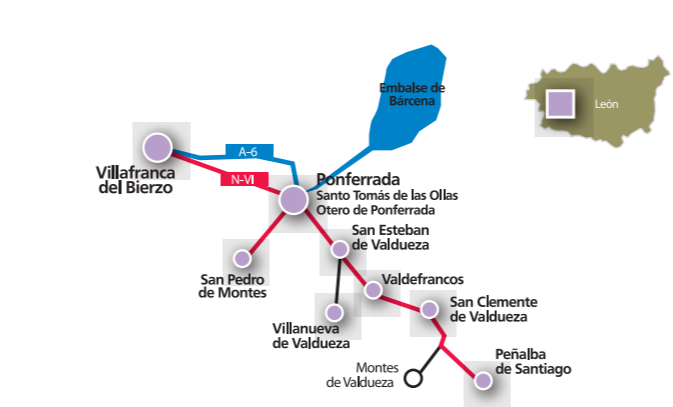 Embalse de
Bárcena
León
A-6
Villafranca
del Bierzo
N-VI
Ponferrada
Santo Tomás de las Ollas
Otero de Ponferrada
San Esteban
de Valdueza
San Pedro
de Montes
Valdefrancos
San Clemente
de Valdueza
Villanueva
de Valdueza
Peñalba
de Santiago
Montes
de Valdueza